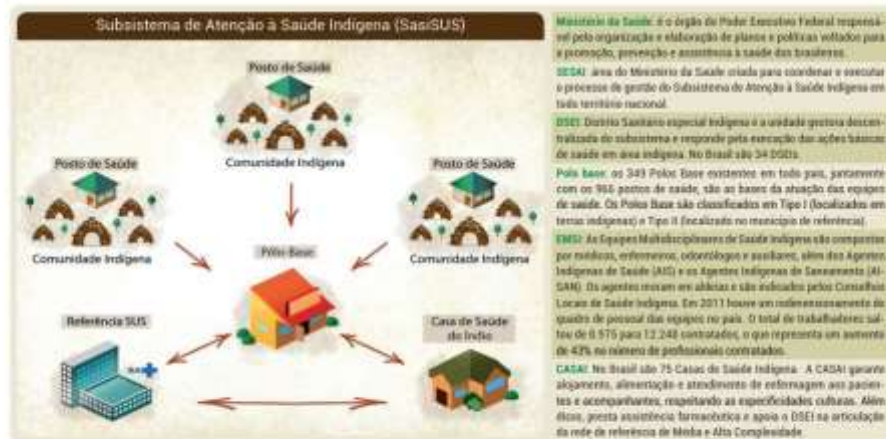 Subsistema de Atenção à Saúde Indígena (SasiSUS)
Posto de Saúde
Comunidade Indígena
Posto de Saúde
Comunidade Indígena
Posto de Saúde
Comunidade Indígena
Pólo-Base
Referência SUS
SUS
Casa de Saúde
do Índio
Ministério da Saúde: é o órgão do Poder Executivo Federal responsá-
vel pela organização e elaboração de planos e políticas voltados para
a promoção, prevenção e assistência à saúde dos brasileiros.
SESAI: área do Ministério da Saúde criada para coordenar e executar
o processo de gestão do Subsistema de Atenção à Saúde Indígena em
todo território nacional.
DSEI: Distrito Sanitário especial Indígena é a unidade gestora descen-
tralizada do subsistema e responde pela execução das ações básicas
de saúde em área indígena. No Brasil são 34 DSEIs.
Polo base: os 349 Polos Base existentes em todo país, juntamente
com os 966 postos de saúde, são as bases da atuação das equipes
de saúde. Os Polos Base são classificados em Tipo I (localizados em
terras indígenas) e Tipo II (localizado no município de referência).
EMSI: As Equipes Multidisciplinares de Saúde Indígena são compostas
por médicos, enfermeiros, odontólogos e auxiliares, além dos Agentes
Indígenas de Saúde (AIS) e os Agentes Indígenas de Saneamento (AI-
SAN). Os agentes moram em aldeias e são indicados pelos Conselhos
Locais de Saúde Indígena. Em 2011 houve um redimensionamento do
quadro de pessoal das equipes no país. O total de trabalhadores sal-
tou de 8.575 para 12.248 contratados, o que representa um aumento
de 43% no número de profissionais contratados.
CASAI: No Brasil são 75 Casas de Saúde Indígena. A CASAI garante
alojamento, alimentação e atendimento de enfermagem aos pacien-
tes e acompanhantes, respeitando as especificidades culturas. Além
disso, presta assistência farmacêutica e apoia o DSEI na articulação
da rede de referência de Média e Alta Complexidade.